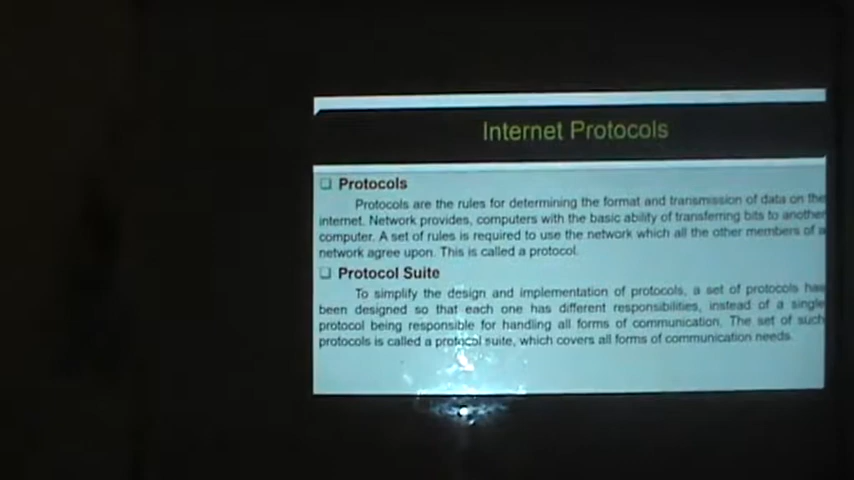 Internet Protocols
❑ Protocols
Protocols are the rules for determining the format and transmission of data on the
internet. Network provides, computers with the basic ability of transferring bits to another
computer. A set of rules is required to use the network which all the other members of a
network agree upon. This is called a protocol.
❑ Protocol Suite
To simplify the design and implementation of protocols, a set of protocols has
been designed so that each one has different responsibilities, instead of a single
protocol being responsible for handling all forms of communication. The set of such
protocols is called a protocol suite, which covers all forms of communication needs.